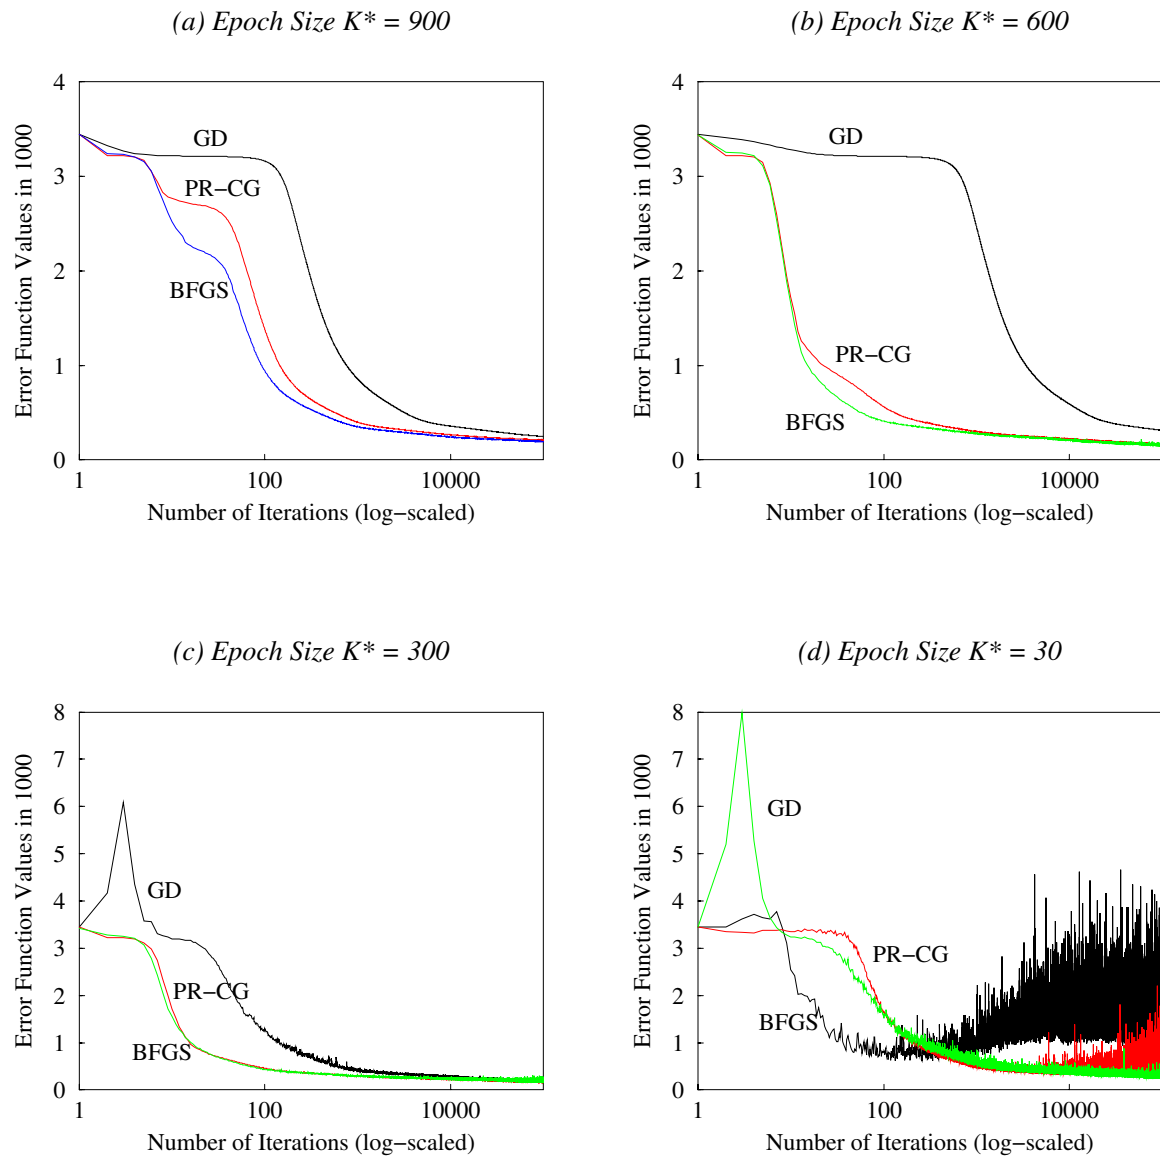 (a) Epoch Size K* = 900
4
3
2
1
0
1
100
10000
Error Function Values in 1000
Number of Iterations (log−scaled)
GD
PR−CG
BFGS
(b) Epoch Size K* = 600
4
3
2
1
0
1
100
10000
Error Function Values in 1000
Number of Iterations (log−scaled)
GD
PR−CG
BFGS
(c) Epoch Size K* = 300
8
7
6
5
4
3
2
1
0
1
100
10000
Error Function Values in 1000
Number of Iterations (log−scaled)
GD
PR−CG
BFGS
(d) Epoch Size K* = 30
8
7
6
5
4
3
2
1
0
1
100
10000
Error Function Values in 1000
Number of Iterations (log−scaled)
GD
PR−CG
BFGS